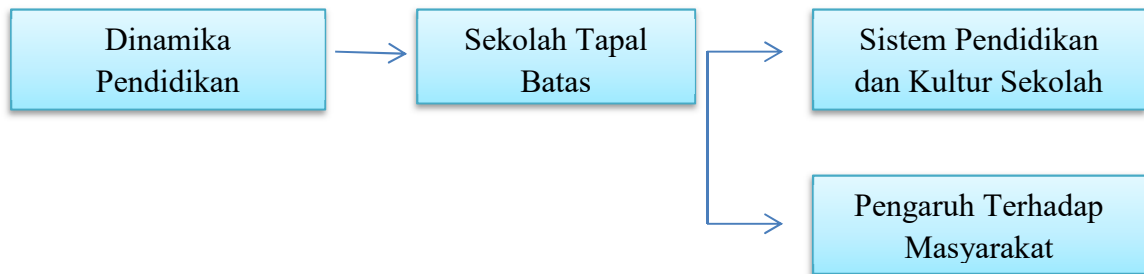 Dinamika
Pendidikan
Sekolah Tapal
Batas
Sistem Pendidikan
dan Kultur Sekolah
Pengaruh Terhadap
Masyarakat